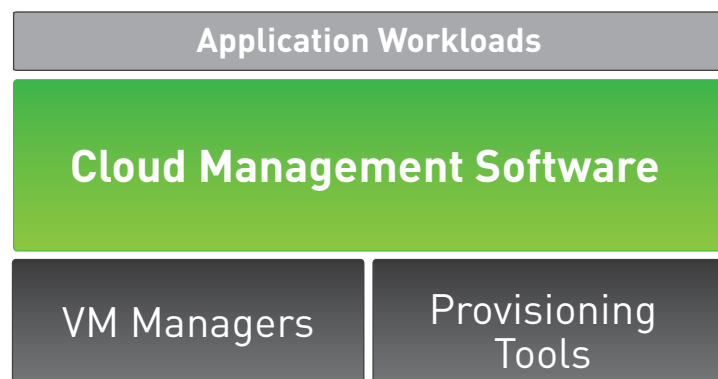 Application Workloads
Cloud Management Software
VM Managers
Provisioning
Tools